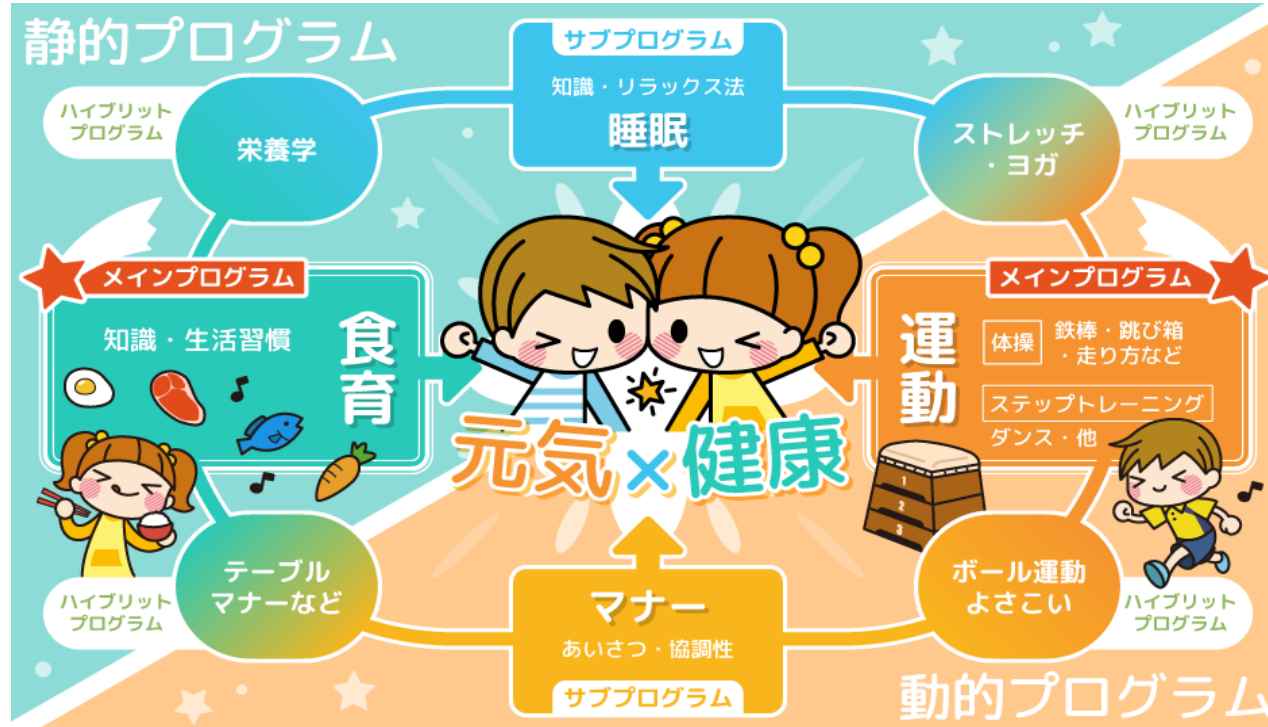 静的プログラム
サブプログラム
知識・リラックス法
睡眠
ハイブリット
プログラム
栄養学
ストレッチ
・ヨガ
ハイブリット
プログラム
メインプログラム
知識・生活習慣
食育
メインプログラム
運動
体操
鉄棒・跳び箱
・走り方など
ステップトレーニング
ダンス・他
元気×健康
1
2
3
テーブル
マナーなど
ハイブリット
プログラム
マナー
あいさつ・協調性
サブプログラム
ボール運動
よさこい
ハイブリット
プログラム
動的プログラム